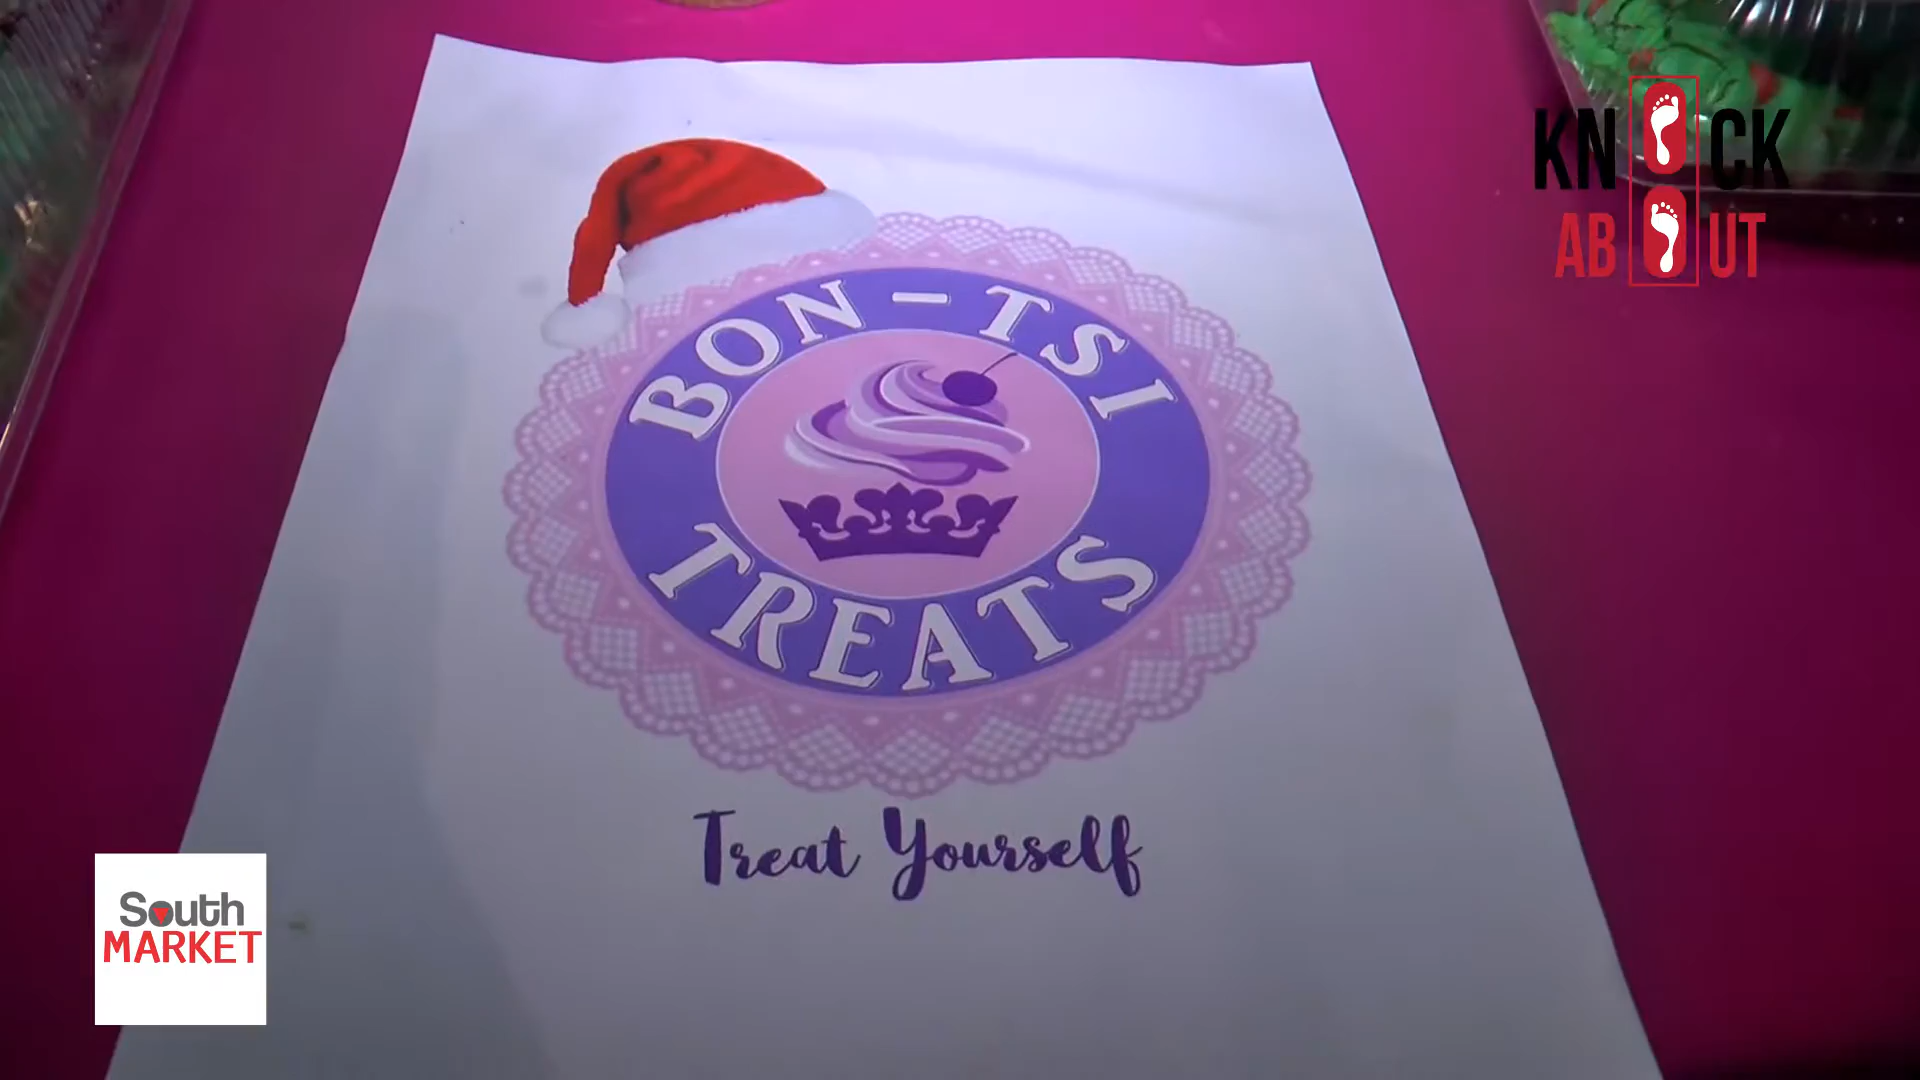 KNOCK
ABOUT
BON-TSI
TREATS
Treat Yourself
South
MARKET